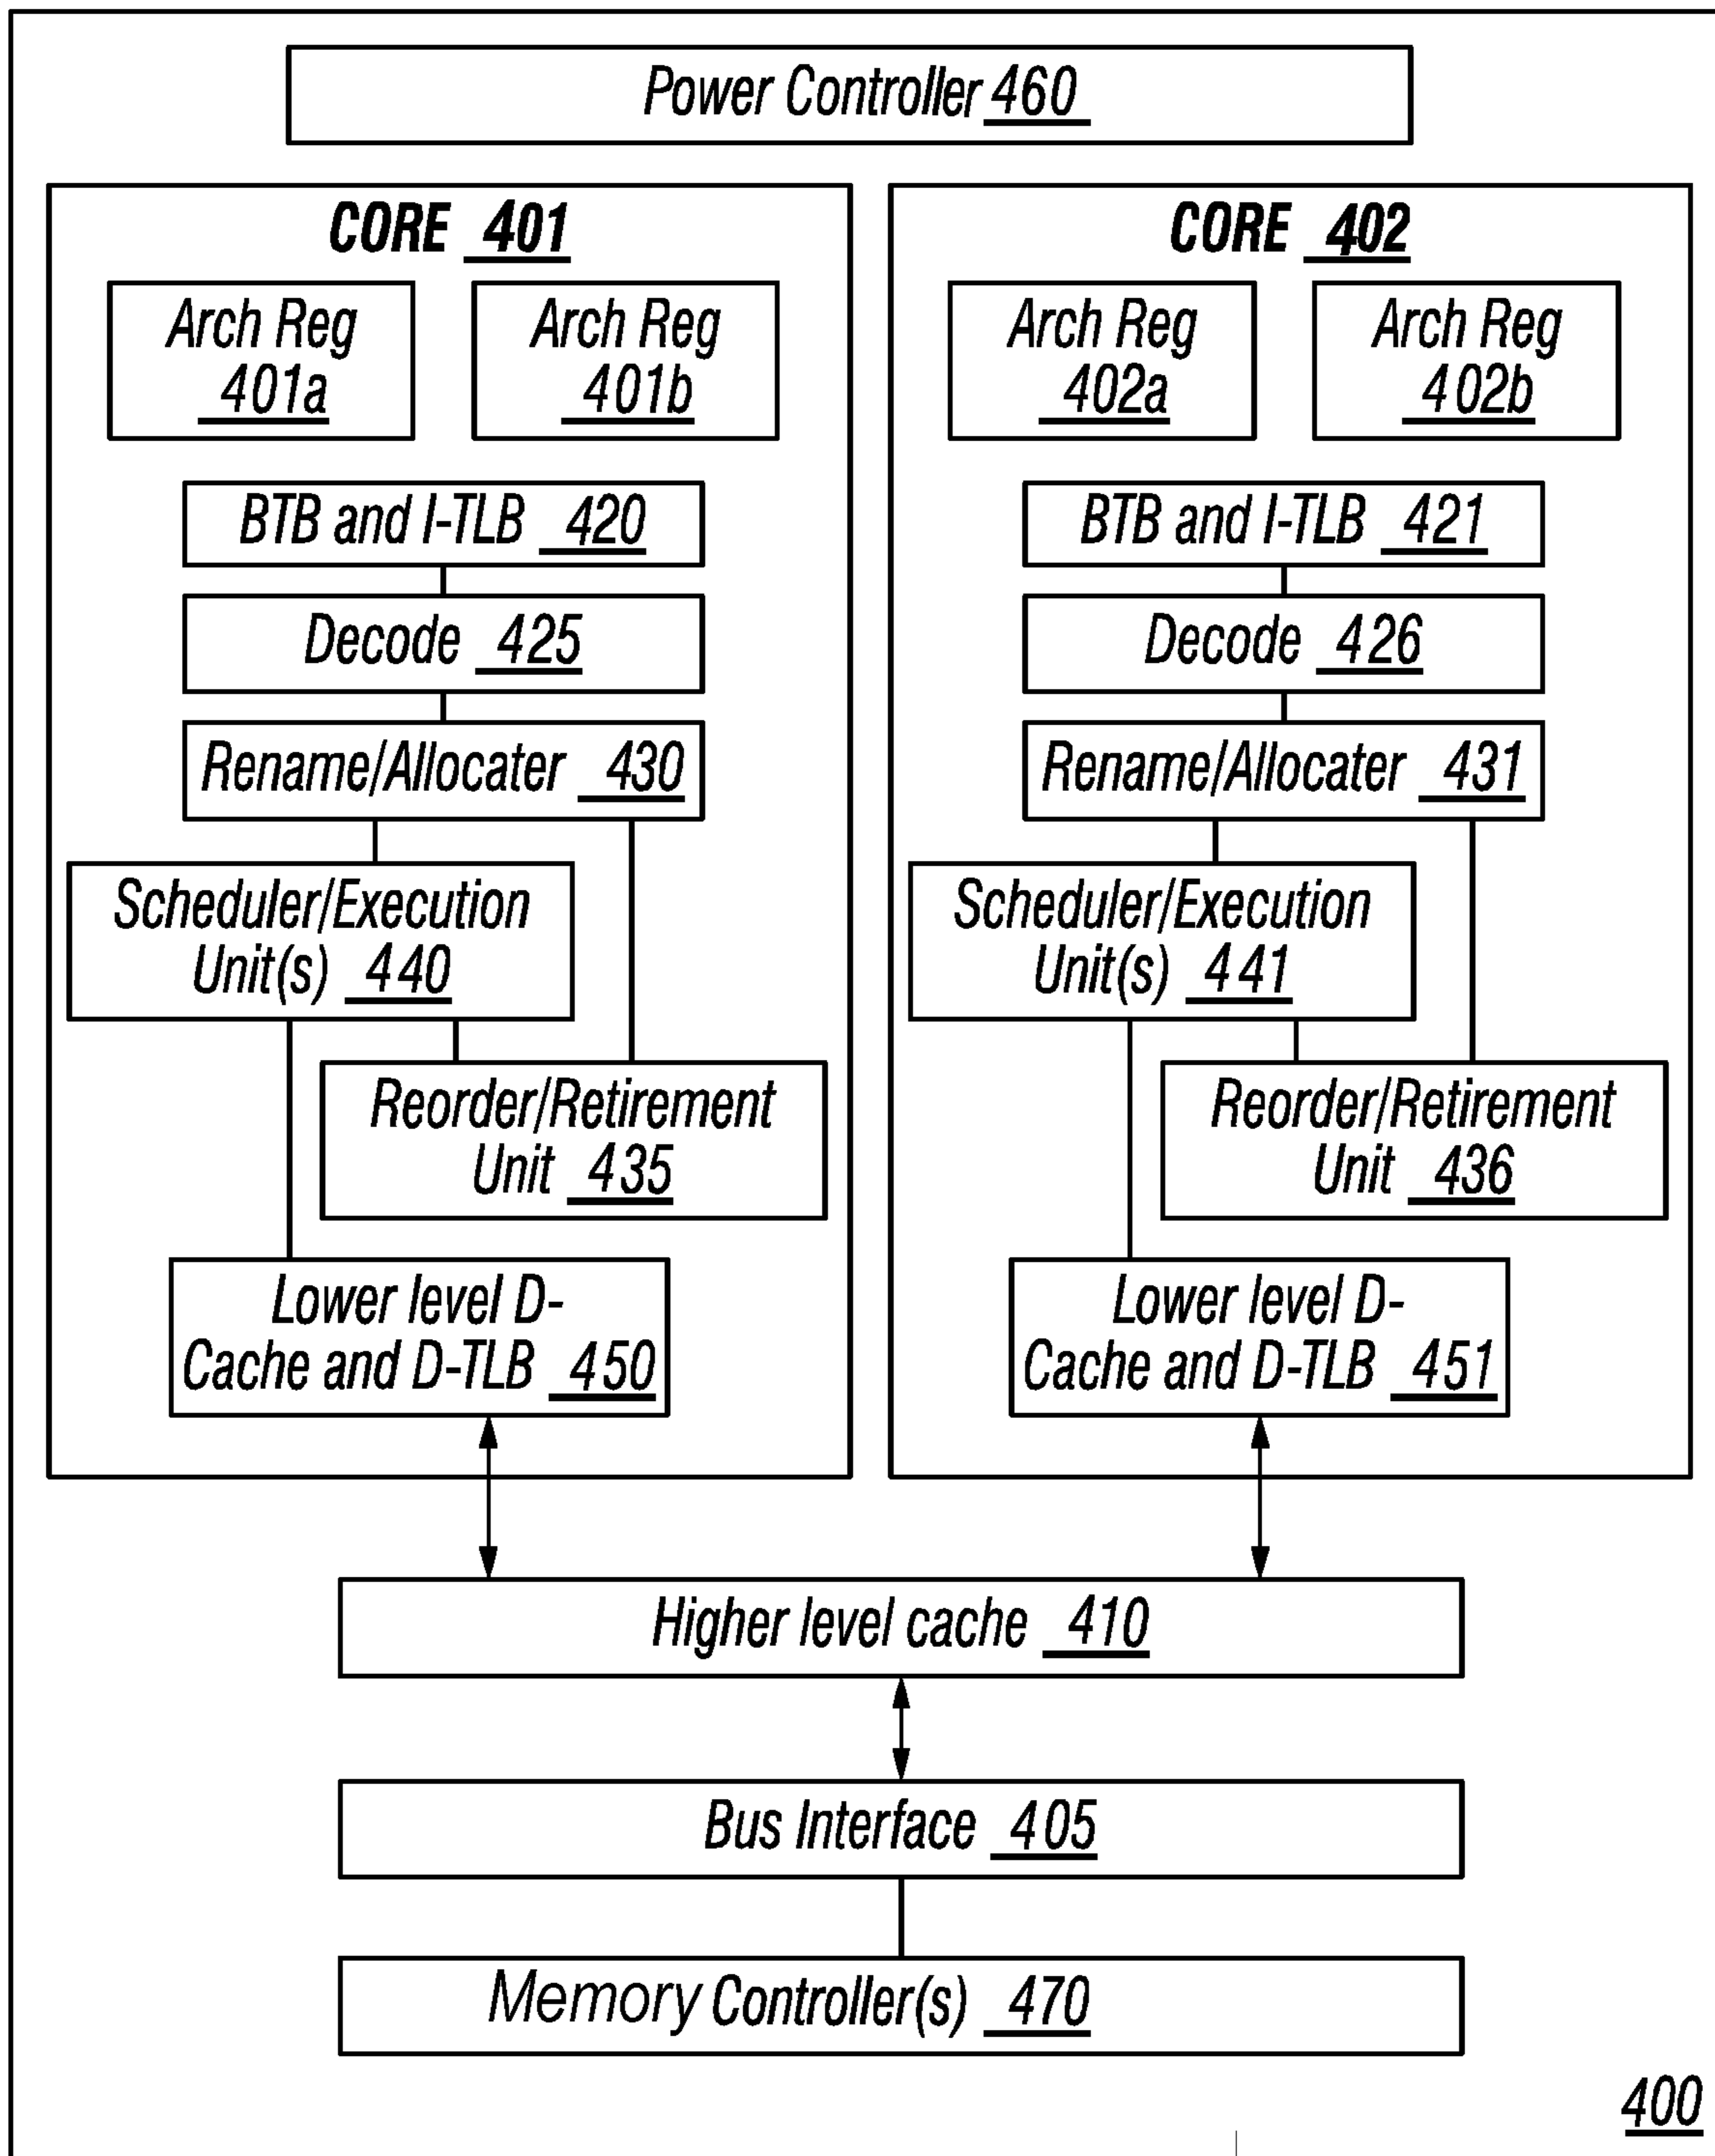 Power Controller 460
CORE 401
Arch Reg
401a
Arch Reg
401b
BTB and I-TLB 420
Decode 425
Rename/Allocater 430
Scheduler/Execution
Unit(s) 440
Reorder/Retirement
Unit 435
Lower level D-
Cache and D-TLB 450
CORE 402
Arch Reg
402a
Arch Reg
402b
BTB and I-TLB 421
Decode 426
Rename/Allocater 431
Scheduler/Execution
Unit(s) 441
Reorder/Retirement
Unit 436
Lower level D-
Cache and D-TLB 451
Higher level cache 410
Bus Interface 405
Memory Controller(s) 470
400